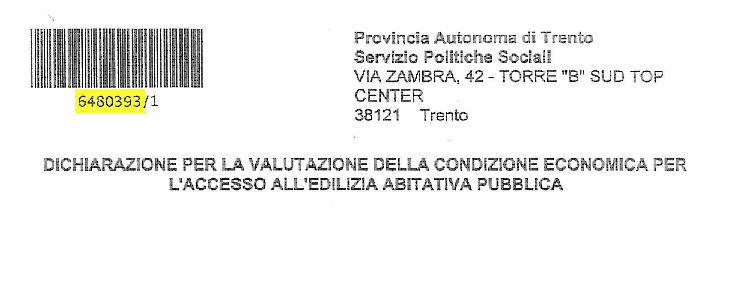 6480393/1
Provincia Autonoma di Trento
Servizio Politiche Sociali
VIA ZAMBRA, 42 - TORRE "B" SUD TOP
CENTER
38121 Trento
DICHIARAZIONE PER LA VALUTAZIONE DELLA CONDIZIONE ECONOMICA PER
L'ACCESSO ALL'EDILIZIA ABITATIVA PUBBLICA